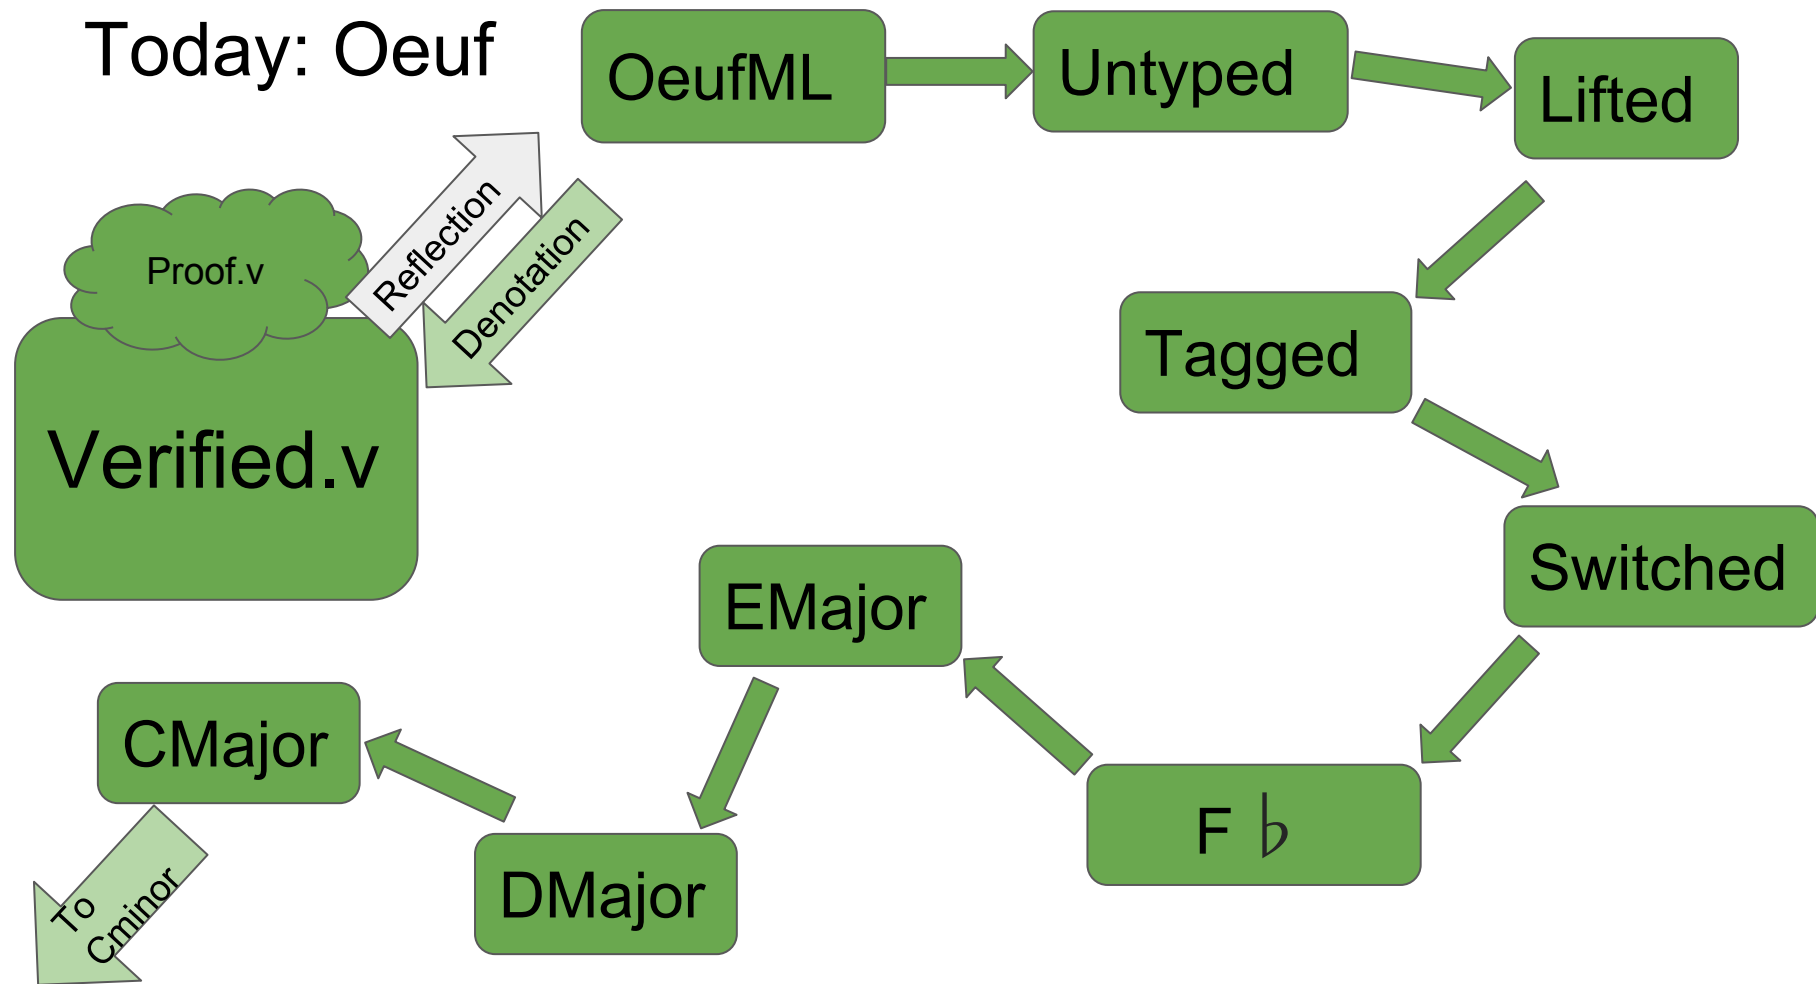 Today: Oeuf
OeufML
Untyped
Lifted
Reflection
Denotation
Proof.v
Verified.v
Tagged
Switched
F ♭
EMajor
DMajor
CMajor
To
Cminor